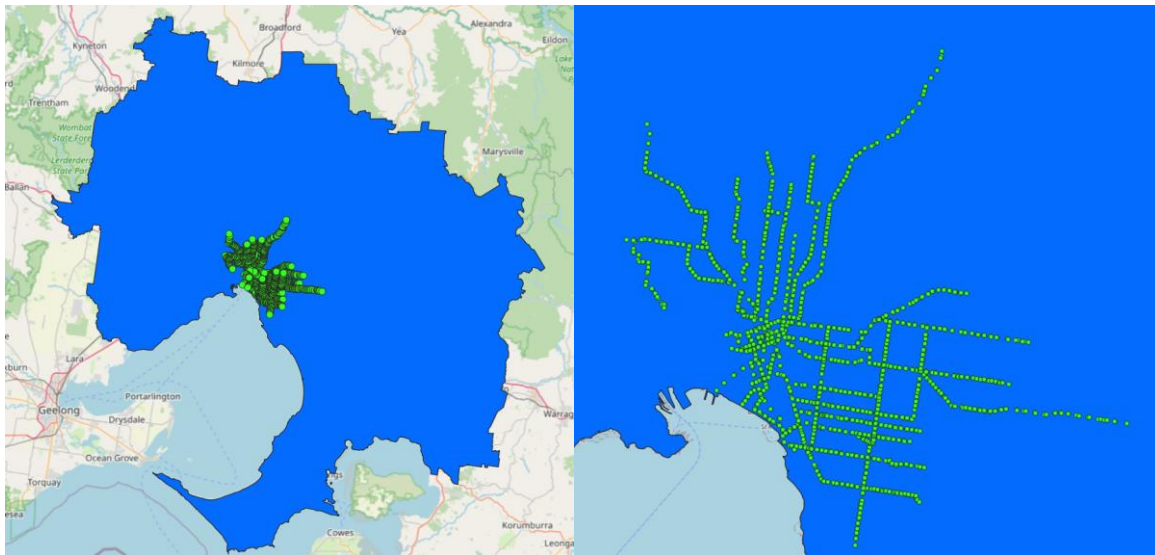 Broadford
Alexandra
Yea
Eildon
Kyneton
Kilmore
Trentham
Woodend
Wombat
State Forest
Lerderderg
State Park
Marysville
Ballan
Lara
Geelong
Portarlington
Drysdale
Ocean Grove
Torquay
Cowes
Korumburra